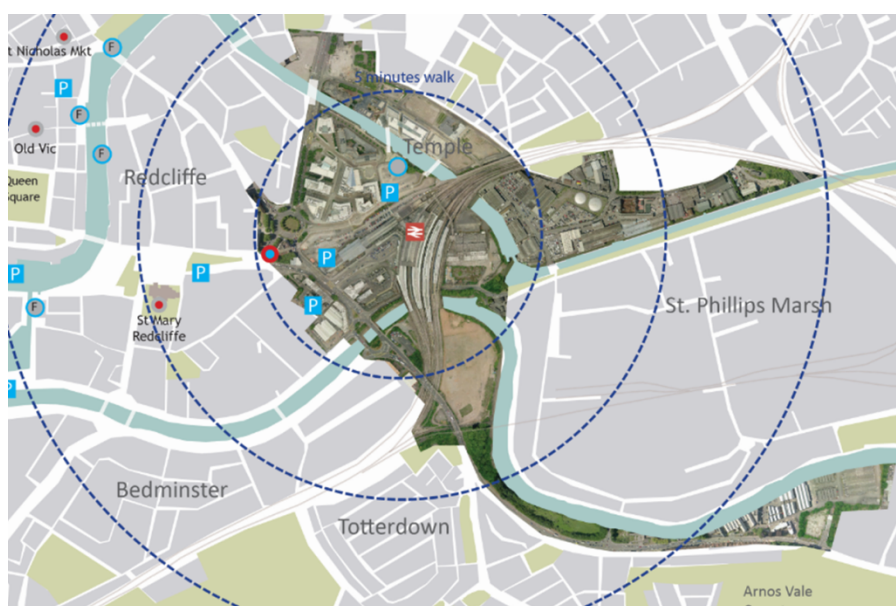 5 minutes walk
F
t Nicholas Mkt
P
F
Old Vic
F
Temple
Redcliffe
P
Queen
Square
P
P
P
P
F
St Mary
Redcliffe
St. Phillips Marsh
P
Bedminster
Totterdown
Arnos Vale